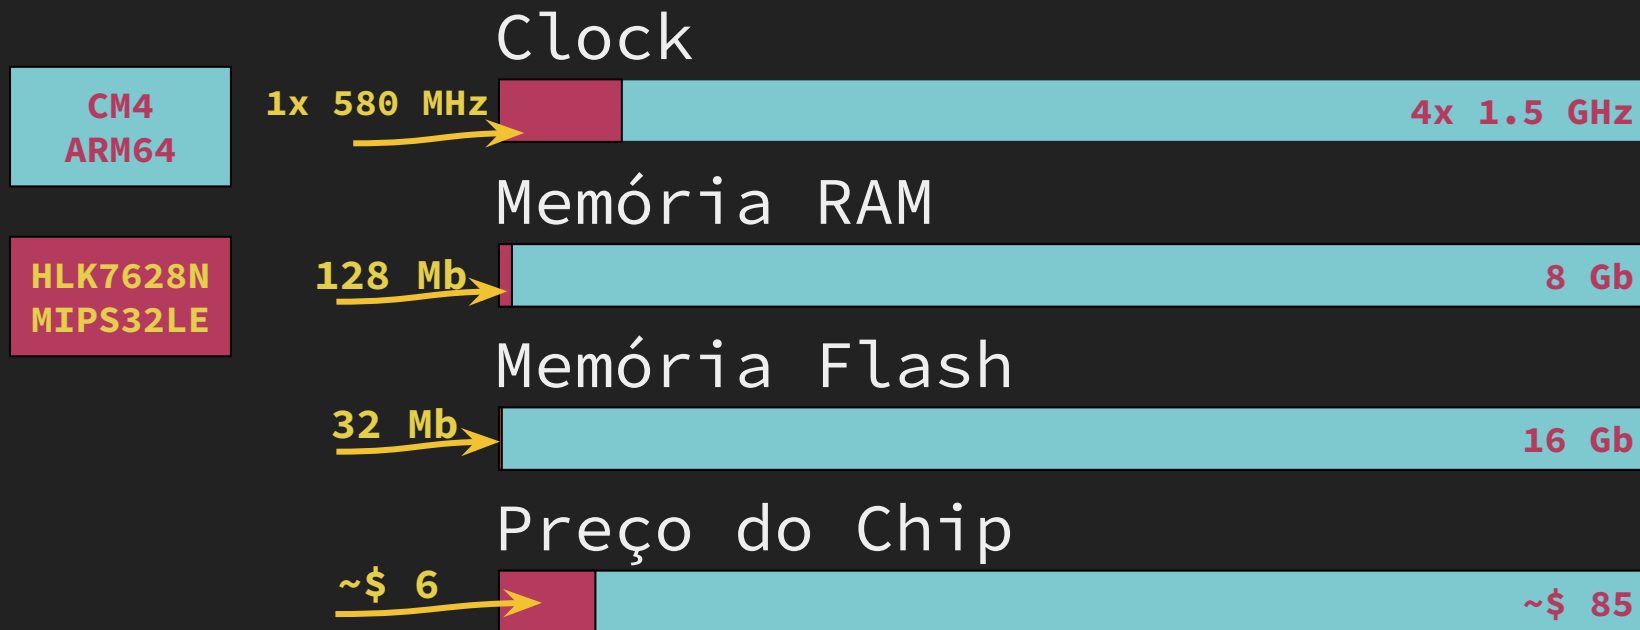 Clock
CM4
ARM64
1x 580 MHz
4x 1.5 GHz
Memória RAM
HLK7628N
MIPS32LE
128 Mb
8 Gb
Memória Flash
32 Mb
16 Gb
Preço do Chip
~$ 6
~$ 85